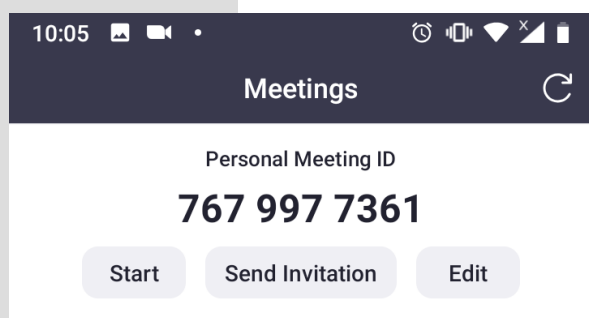 10:05
Meetings
Personal Meeting ID
767 997 7361
Start Send Invitation Edit